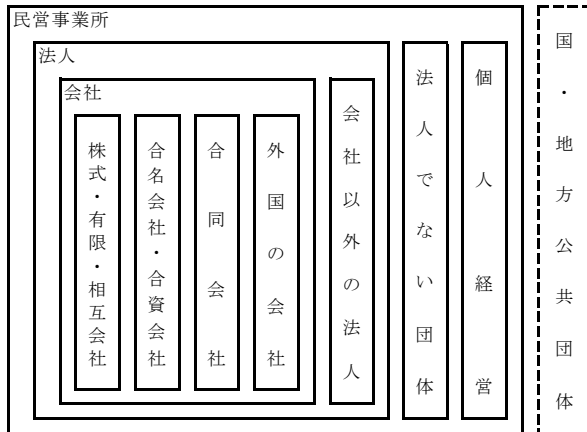 民営事業所
法人
会社
株式・有限・相互会社
合名会社・合資会社
合同会社
外国の会社
会社以外の法人
法人でない団体
個人経営
国・地方公共団体